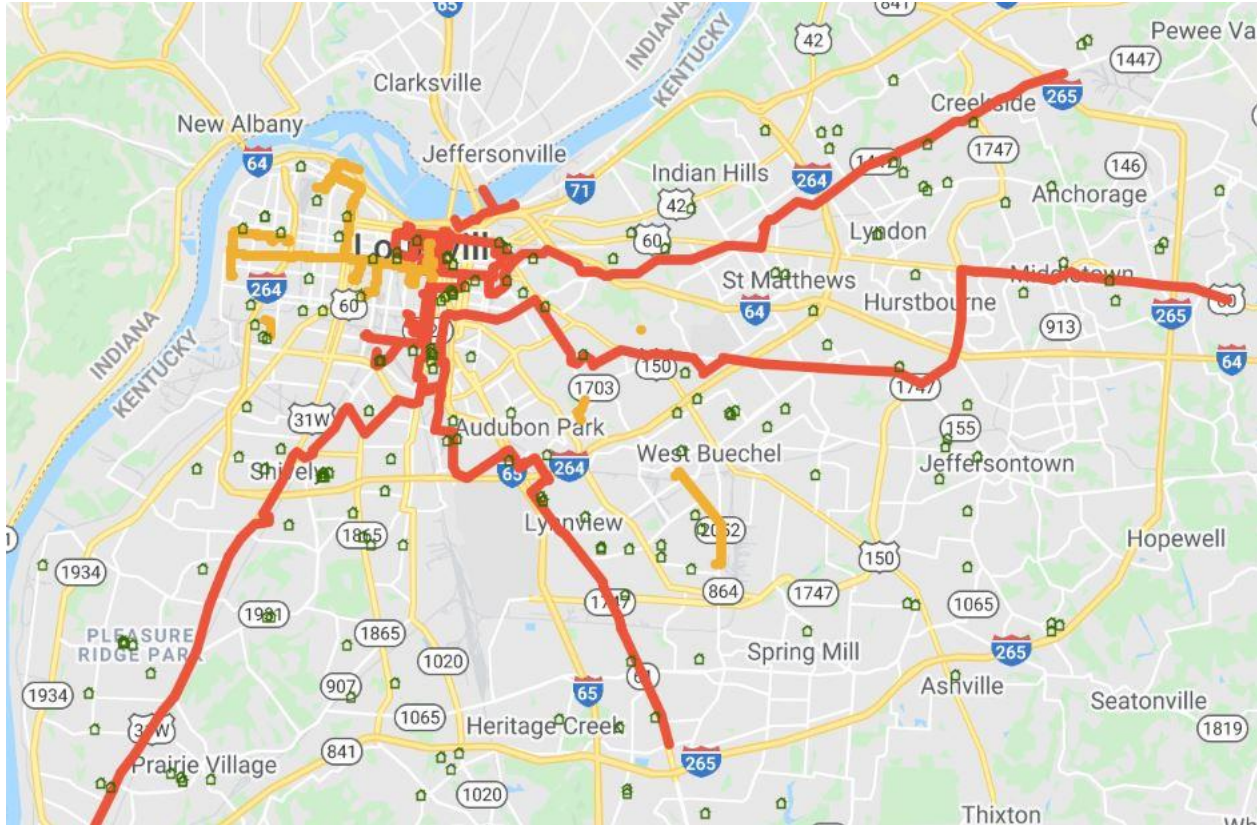 841
65
INDIANA
KENTUCKY
42
Pewee Va
1447
Clarksville
265
Creekside
New Albany
64
Jeffersonville
1747
71
Indian Hills
264
146
Anchorage
42
60
Lyndon
St Matthews
264
60
64
Hurstbourne
265
913
INDIANA
KENTUCKY
150
64
1703
1747
31W
Audubon Park
155
West Buechel
264
65
Jeffersontown
Lynnview
1865
Hopewell
1934
150
864
1747
1065
PLEASURE
RIDGE PARK
1865
1020
Spring Mill
265
1934
907
65
Ashville
Seatonville
1065
Heritage Creek
1819
841
265
Prairie Village
1020
Thixton